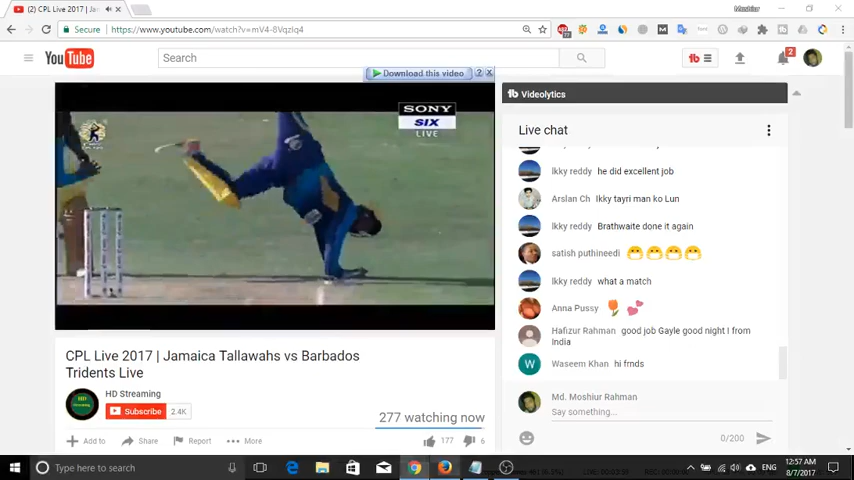 (2) CPL Live 2017 |
Moshiur
Secure
https://www.youtube.com/watch?v=mV4-8Vqzlq4
YouTube
Search
2
Download this video
SONY
SIX
LIVE
Videolytics
Live chat
Ikky reddy he did excellent job
Arslan Ch Ikky tayri man ko Lun
Ikky reddy Brathwaite done it again
satish puthineedi 😷😷😷😷
Ikky reddy what a match
Anna Pussy 🌷 💕
Hafizur Rahman good job Gayle good night I from
India
Waseem Khan hi frnds
Md. Moshiur Rahman
Say something...
0/200
CPL Live 2017 | Jamaica Tallawahs vs Barbados
Tridents Live
HD Streaming
Subscribe 2.4K
277 watching now
Add to Share Report More
177 6
Type here to search
ENG
12:57 AM
8/7/2017